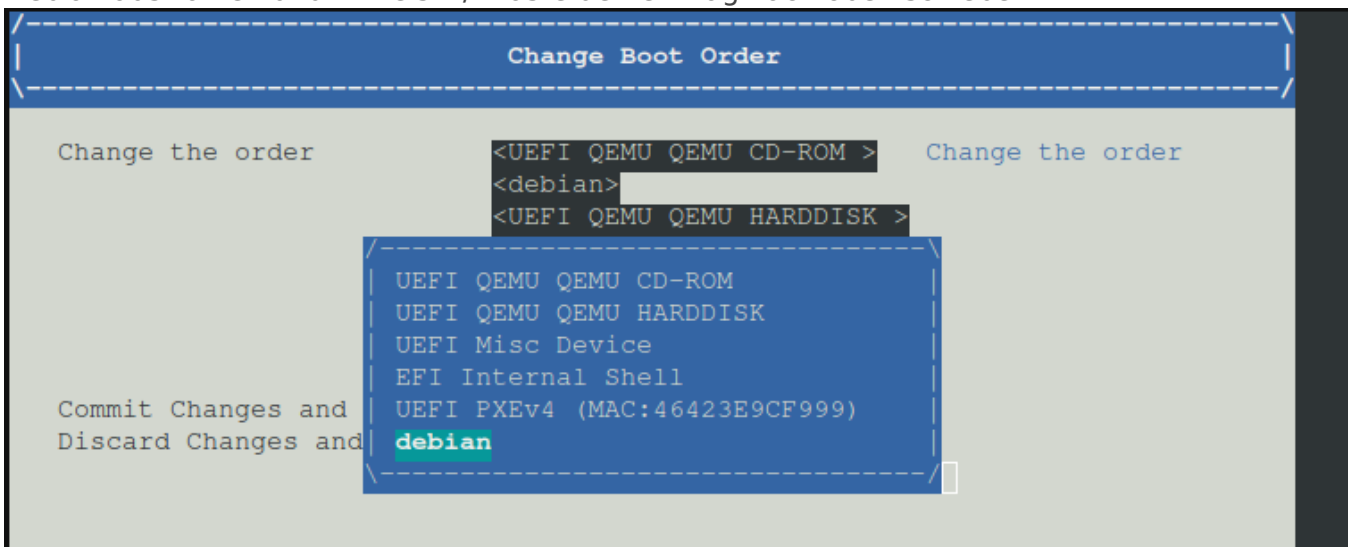 Change Boot Order
Change the order <UEFI QEMU QEMU CD-ROM > Change the order
<debian>
<UEFI QEMU QEMU HARDDISK >
UEFI QEMU QEMU CD-ROM
UEFI QEMU QEMU HARDDISK
UEFI Misc Device
EFI Internal Shell
Commit Changes and UEFI PXEv4 (MAC:46423E9CF999)
Discard Changes and debian